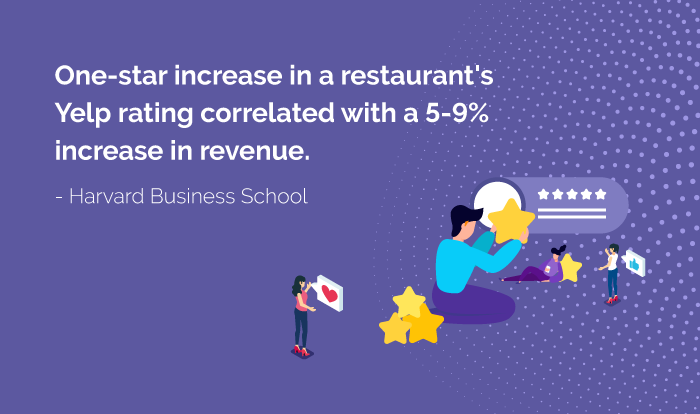 One-star increase in a restaurant's
Yelp rating correlated with a 5-9%
increase in revenue.
- Harvard Business School